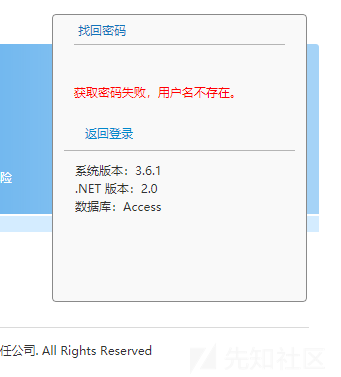 找回密码
获取密码失败，用户名不存在。
返回登录
险
系统版本：3.6.1
.NET 版本：2.0
数据库：Access
任公司. All Rights Reserved
先知社区